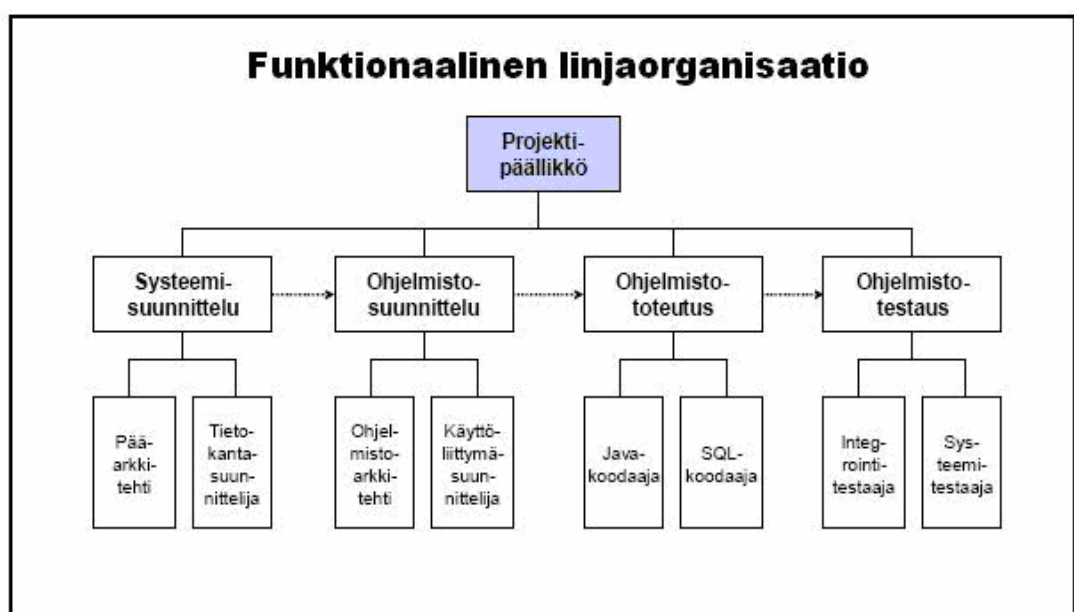 Funktionaalinen linjaorganisaatio
Projekti-
päällikkö
Systeemi-
suunnittelu
Ohjelmisto-
suunnittelu
Ohjelmisto-
toteutus
Ohjelmisto-
testaus
Pää-
arkki-
tehti
Tieto-
kanta-
suun-
nittelija
Ohjel-
misto-
arkki-
tehti
Käyttö-
liittymä-
suun-
nittelija
Java-
koodaaja
SQL-
koodaaja
Integ-
rointi-
testaaja
Sys-
teemi-
testaaja